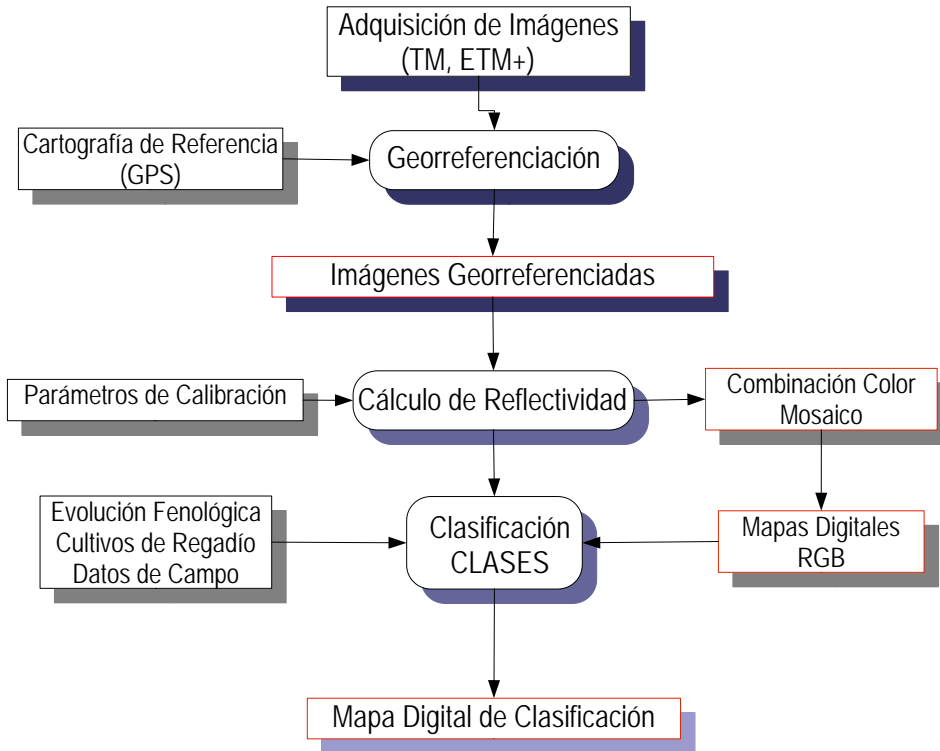 Adquisición de Imágenes
(TM, ETM+)
Cartografía de Referencia
(GPS)
Georreferenciación
Imágenes Georreferenciadas
Parámetros de Calibración
Cálculo de Reflectividad
Combinación Color
Mosaico
Evolución Fenológica
Cultivos de Regadío
Datos de Campo
Clasificación
CLASES
Mapas Digitales
RGB
Mapa Digital de Clasificación